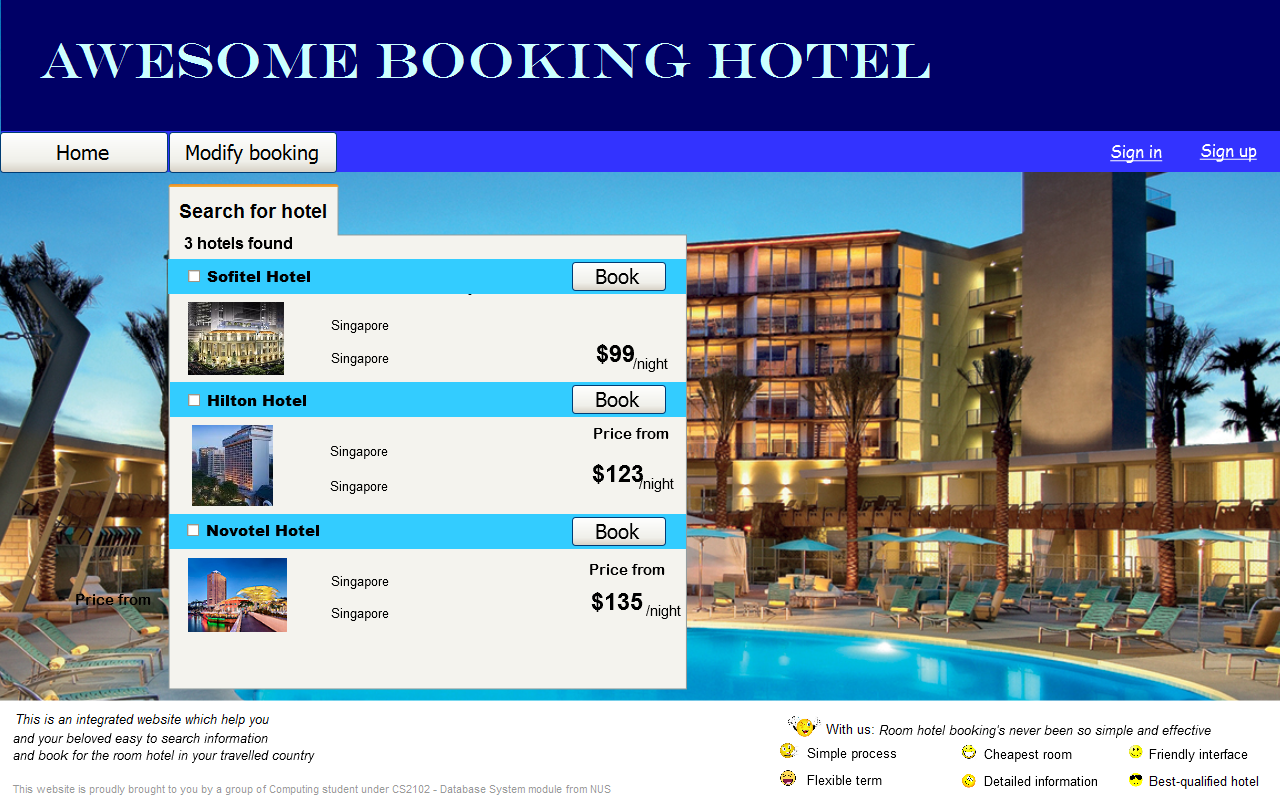 AWESOME BOOKING HOTEL
Home
Modify booking
Sign in
Sign up
Search for hotel
3 hotels found
Sofitel Hotel
Book
Singapore
Singapore
$99/night
Hilton Hotel
Book
Price from
Singapore
$123/night
Singapore
Novotel Hotel
Book
Price from
Singapore
$135 /night
Singapore
Price from
This is an integrated website which help you
and your beloved easy to search information
and book for the room hotel in your travelled country
With us: Room hotel booking's never been so simple and effective
Simple process
Cheapest room
Friendly interface
Flexible term
Detailed information
Best-qualified hotel
This website is proudly brought to you by a group of Computing student under CS2102 - Database System module from NUS